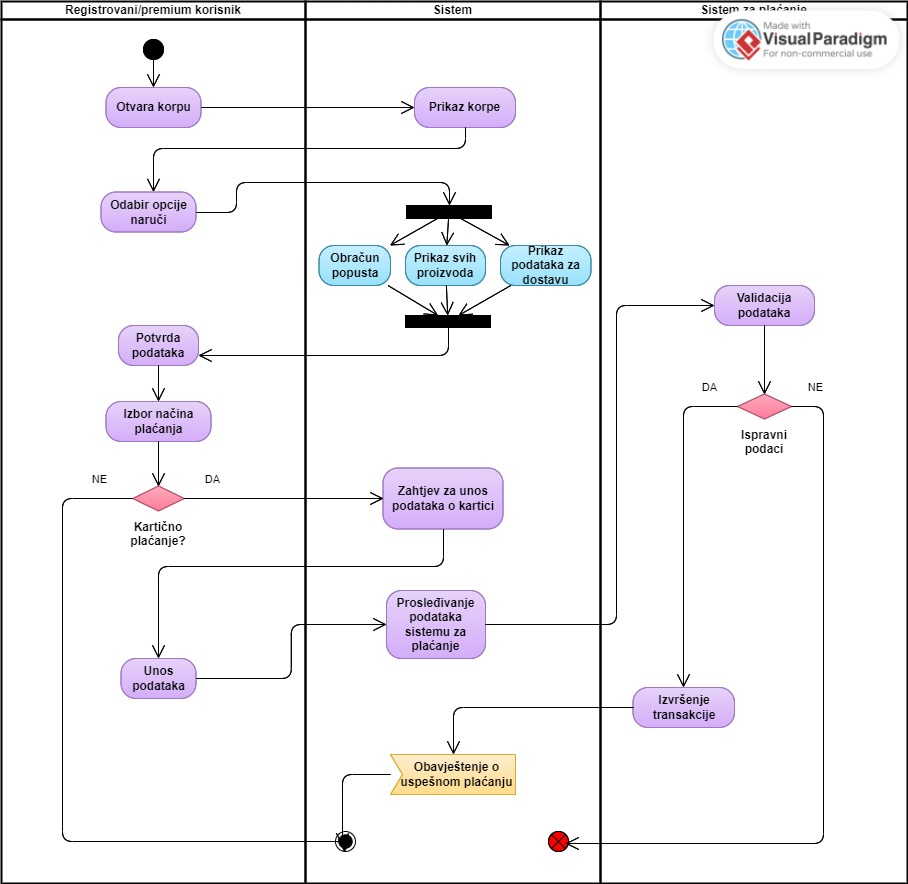 Registrovani/premium korisnik
Sistem
Sistem za plaćanje
Made with
Visual Paradigm
For non-commercial use
Otvara korpu
Prikaz korpe
Odabir opcije
naruči
Obračun
popusta
Prikaz svih
proizvoda
Prikaz
podataka za
dostavu
Validacija
podataka
Potvrda
podataka
DA
NE
Izbor načina
plaćanja
Ispravni
podaci
NE
DA
Zahtjev za unos
podataka o kartici
Kartično
plaćanje?
Prosleđivanje
podataka
sistemu za
plaćanje
Unos
podataka
Izvršenje
transakcije
Obavještenje o
uspešnom plaćanju